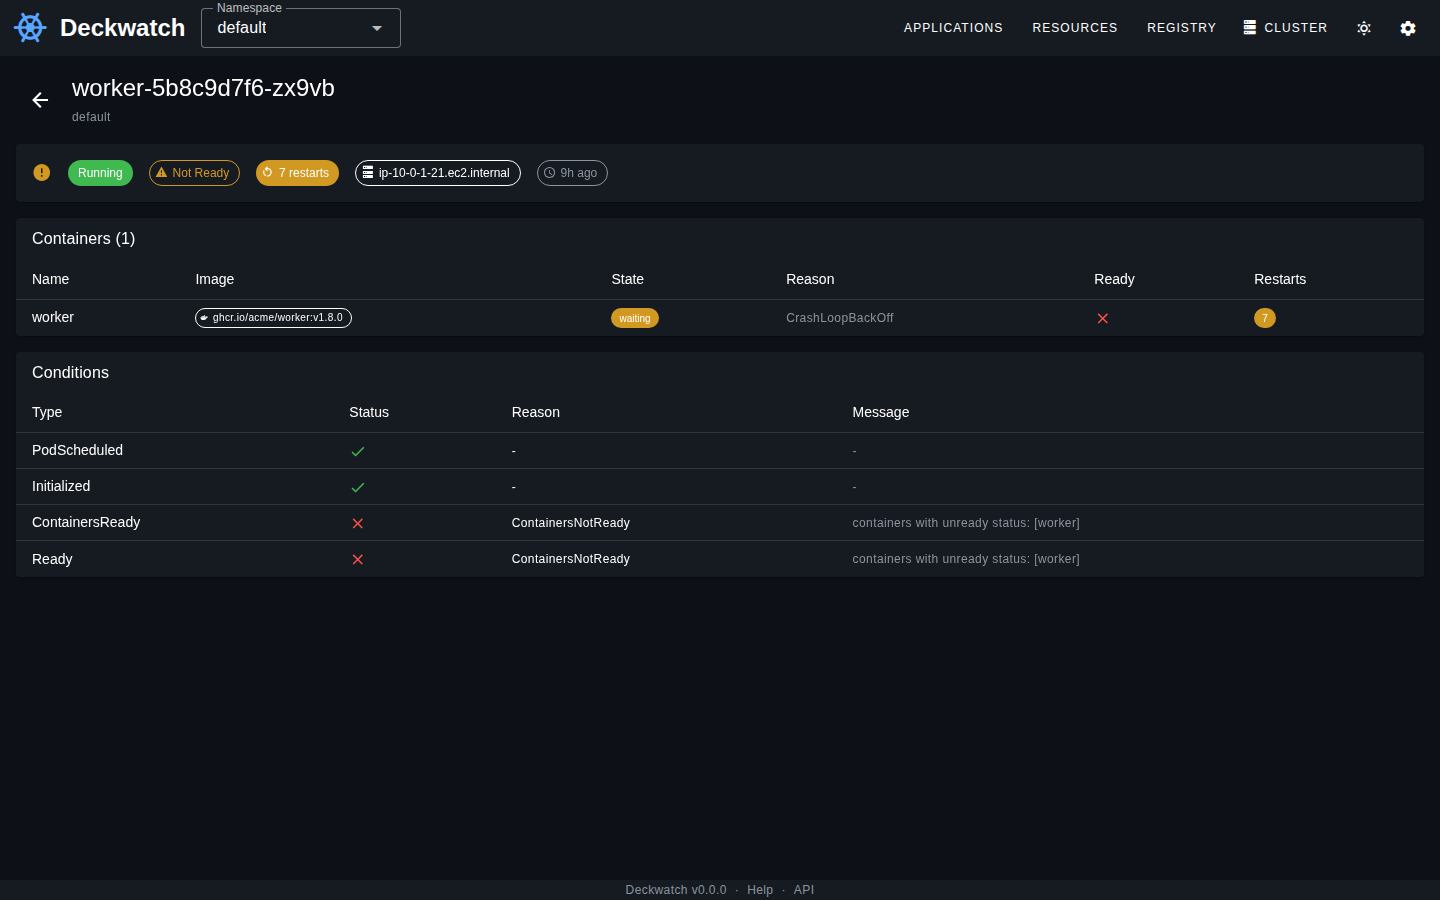 Deckwatch
Namespace
default
APPLICATIONS RESOURCES REGISTRY CLUSTER
worker-5b8c9d7f6-zx9vb
default
Running Not Ready 7 restarts ip-10-0-1-21.ec2.internal 9h ago
Containers (1)
Name Image State Reason Ready Restarts
worker ghcr.io/acme/worker:v1.8.0 waiting CrashLoopBackOff 7
Conditions
Type Status Reason Message
PodScheduled - -
Initialized - -
ContainersReady ContainersNotReady containers with unready status: [worker]
Ready ContainersNotReady containers with unready status: [worker]
Deckwatch v0.0.0 · Help · API